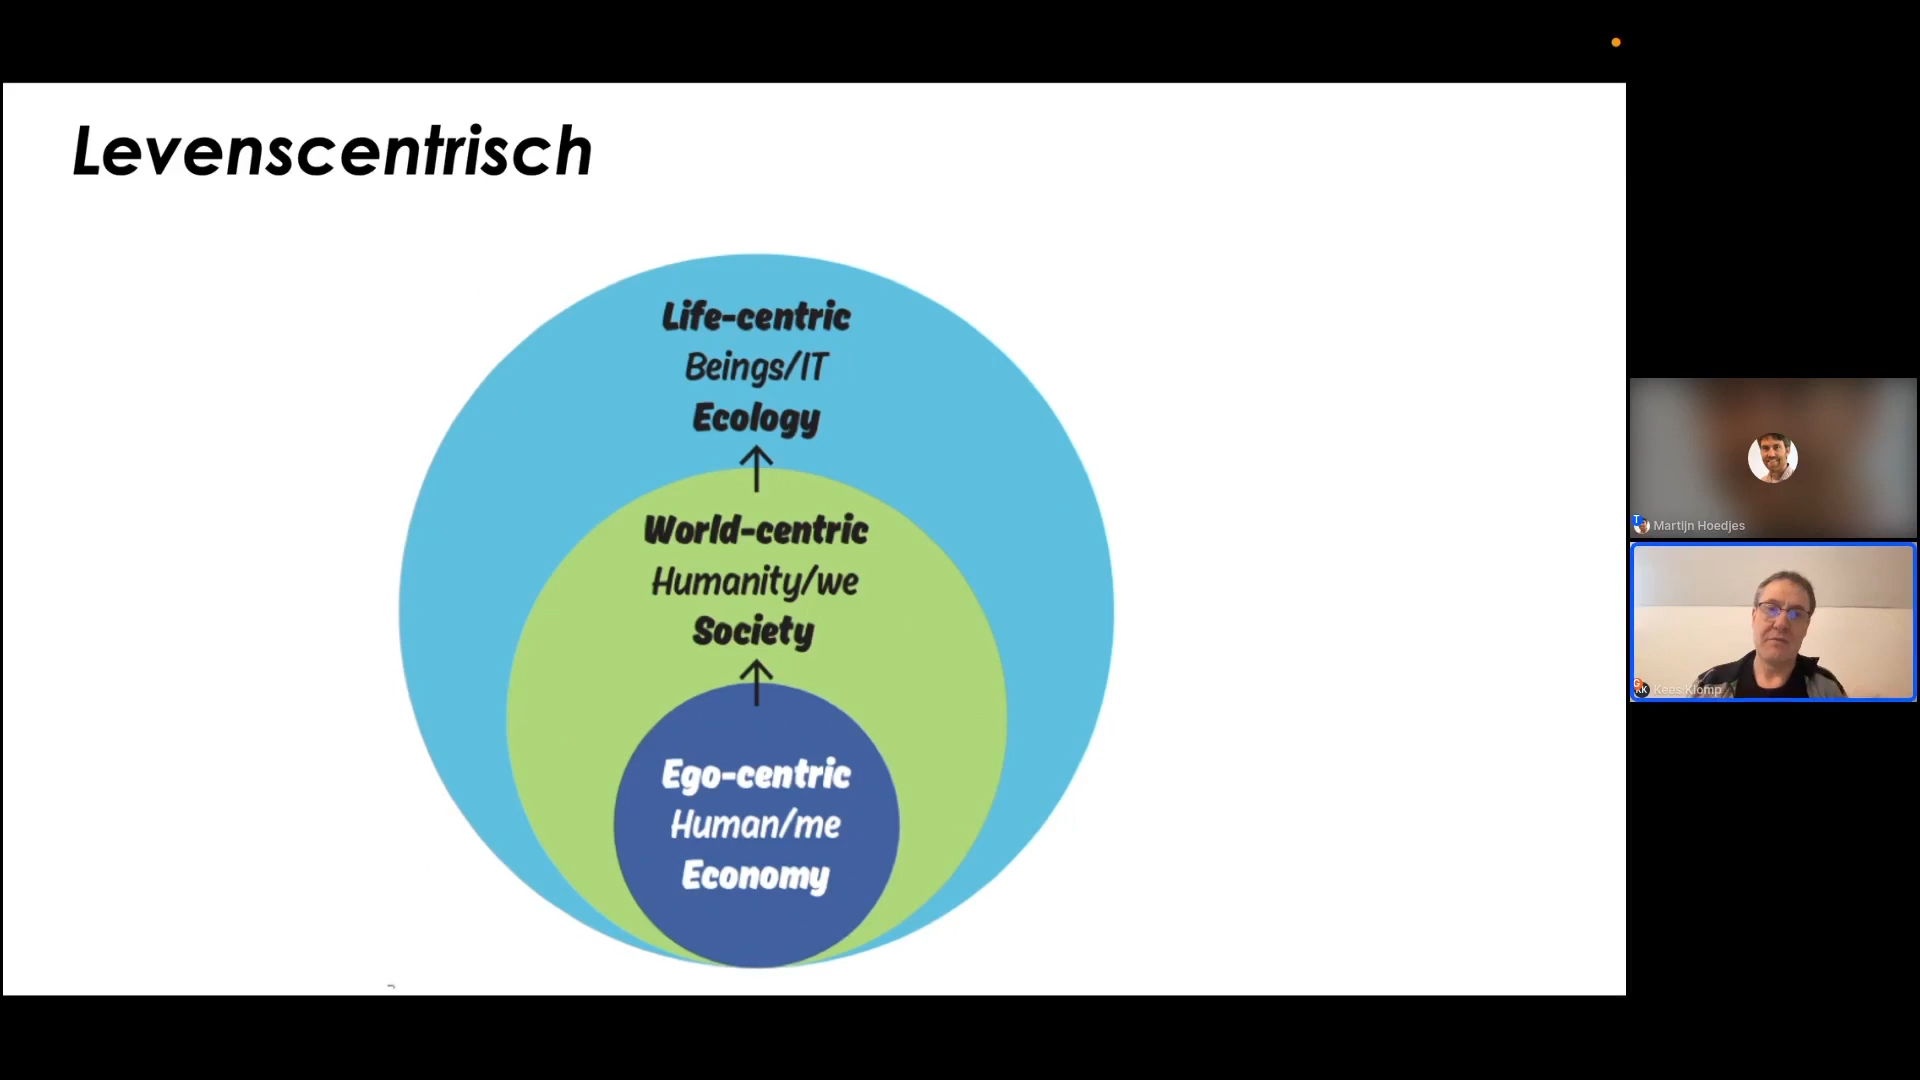 Levenscentrisch
Life-centric
Beings/IT
Ecology
World-centric
Humanity/we
Society
Ego-centric
Human/me
Economy
Martijn Hoedjes
Kees Klomp